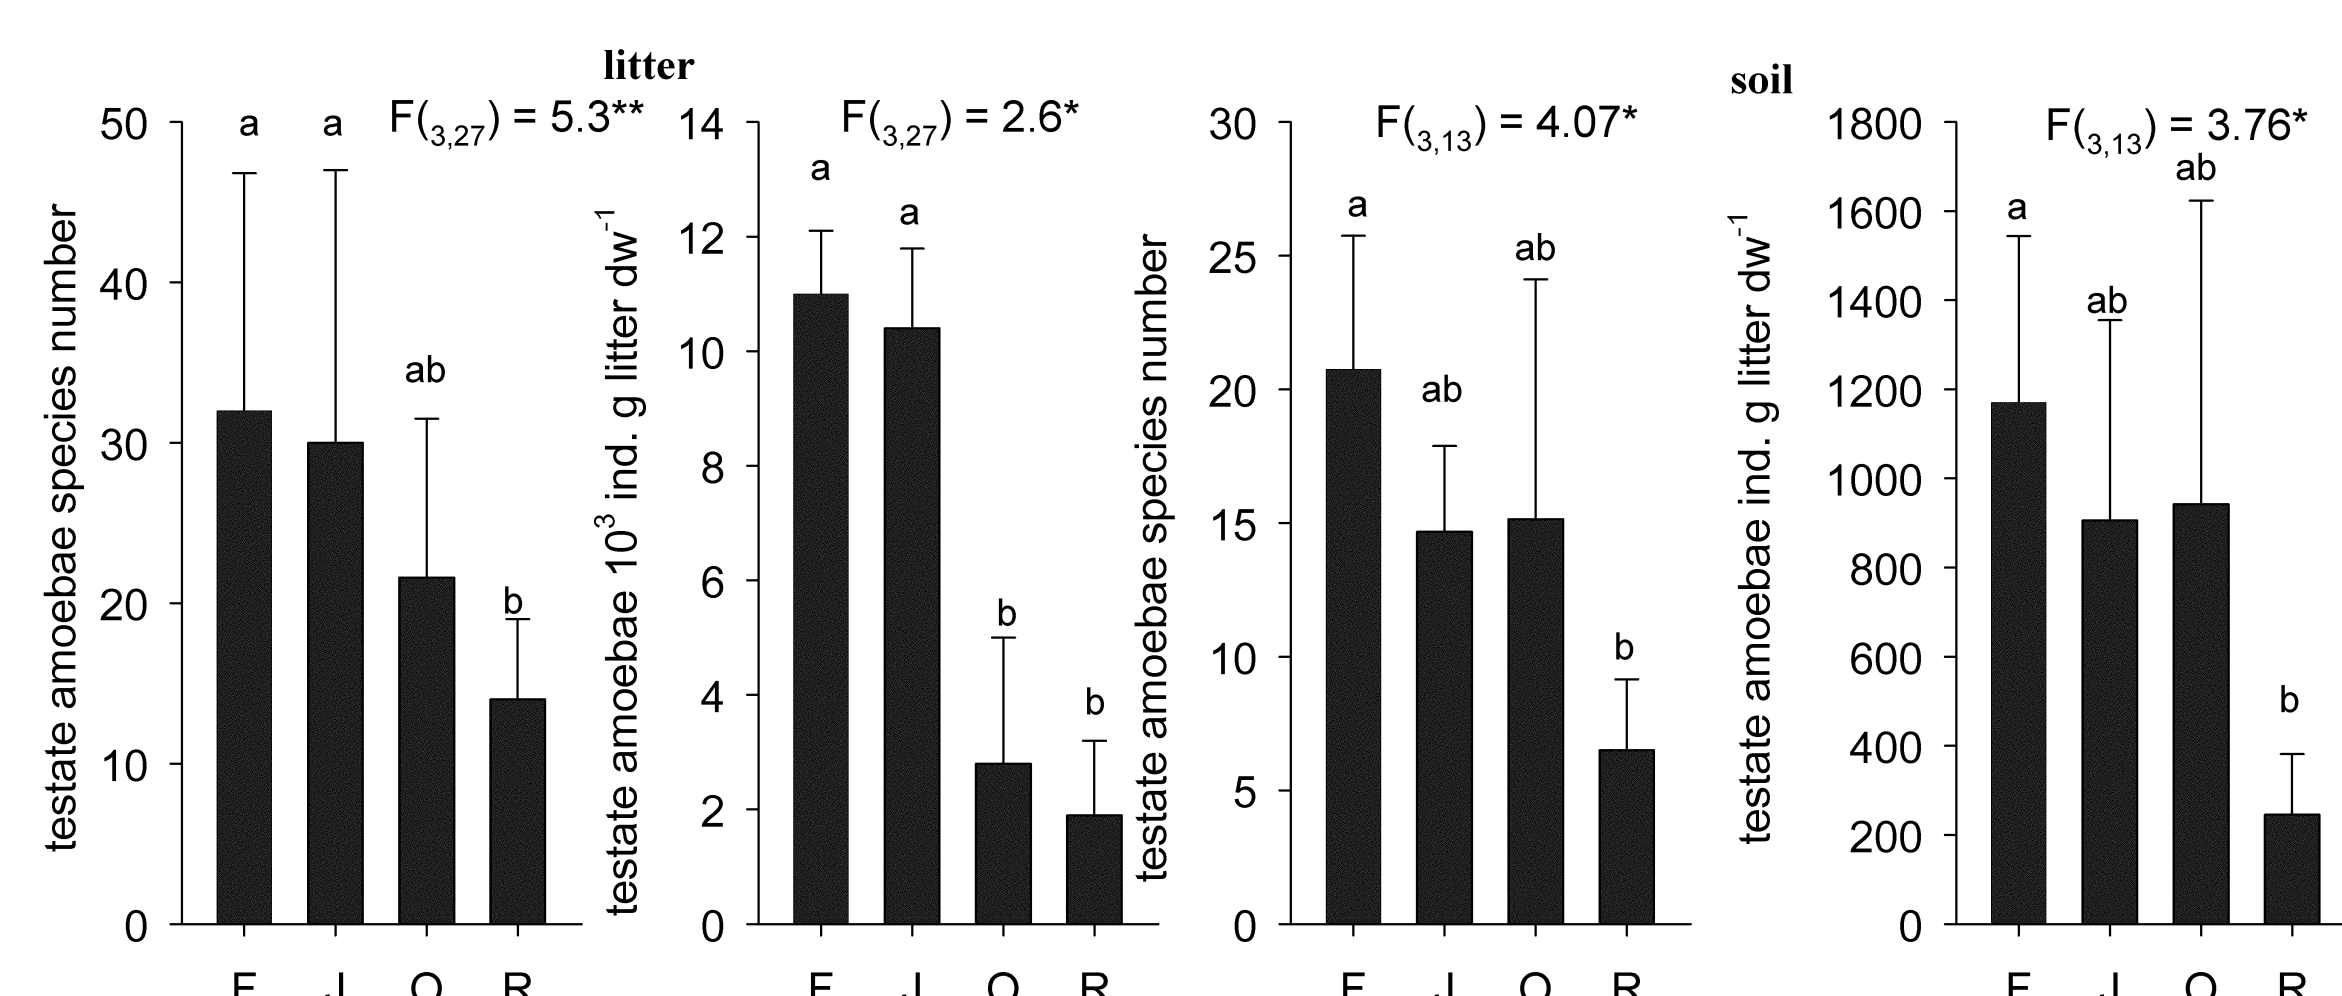 litter
F(3,27) = 5.3**
testate amoebae species number
50
40
30
20
10
0
a a ab b
F J O R
F(3,27) = 2.6*
testate amoebae 10³ ind. g litter dw⁻¹
14
12
10
8
6
4
2
0
a a b b
F J O R
soil
F(3,13) = 4.07*
testate amoebae species number
30
25
20
15
10
5
0
a ab ab b
F J O R
F(3,13) = 3.76*
testate amoebae ind. g litter dw⁻¹
1800
1600
1400
1200
1000
800
600
400
200
0
a ab ab b
F J O R